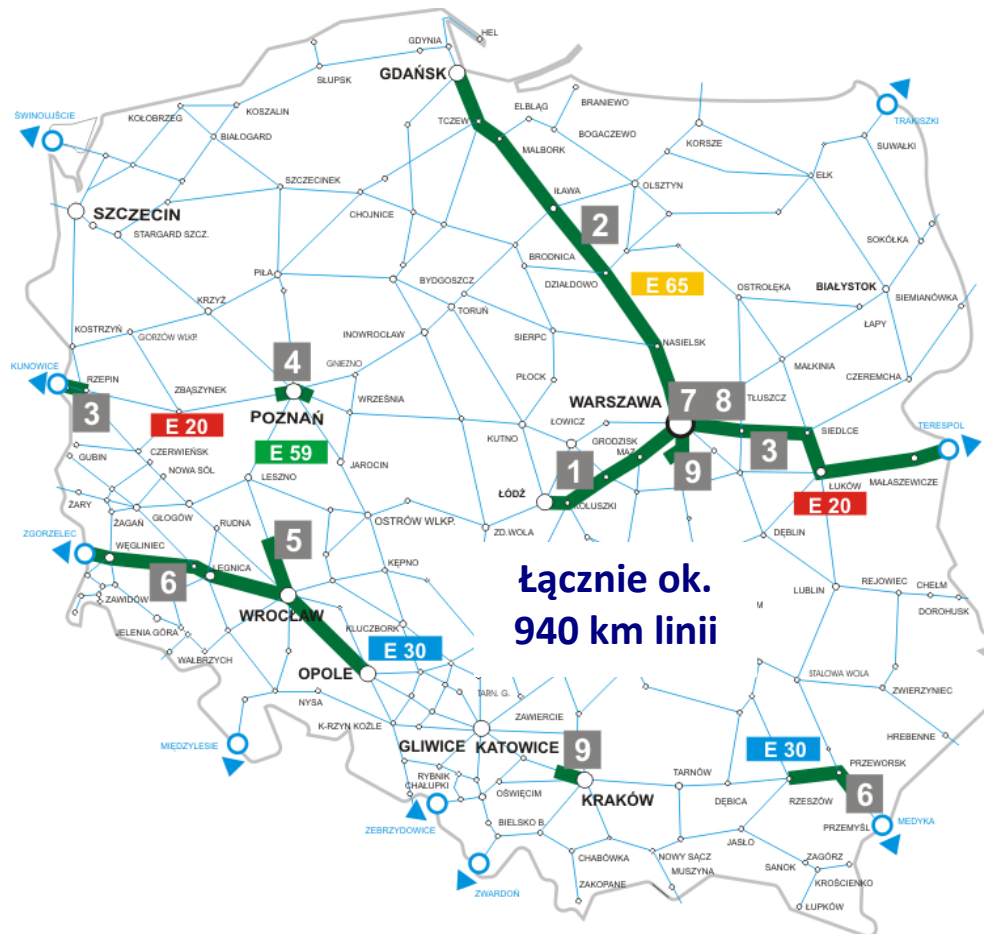 HEL
GDYNIA
GDAŃSK
SŁUPSK
ELBLĄG
BRANIEWO
TRAKISZKI
KOSZALIN
KOŁOBRZEG
ŚWINOUJŚCIE
TCZEW
BOGACZEWO
BIAŁOGARD
MALBORK
KORSZE
SUWAŁKI
EŁK
SZCZECINEK
OLSZTYN
IŁAWA
SZCZECIN
CHOJNICE
2
STARGARD SZCZ.
SOKÓŁKA
BRODNICA
PIŁA
BYDGOSZCZ
DZIAŁDOWO
E 65
OSTROŁĘKA
BIAŁYSTOK
SIEMIANÓWKA
KRZYŻ
TORUŃ
ŁAPY
KOSTRZYŃ
GORZÓW WLKP.
INOWROCŁAW
SIERPC
NASIELSK
4
GNIEZNO
MAŁKINIA
KUNOWICE
RZEPIN
ZBĄSZYNEK
PŁOCK
CZEREMCHA
3
POZNAŃ
WRZEŚNIA
WARSZAWA
7
8
TŁUSZCZ
E 20
KUTNO
ŁOWICZ
SIEDLCE
TERESPOL
GUBIN
CZERWIEŃSK
E 59
GRODZISK
MAZ.
3
NOWA SÓL
JAROCIN
1
9
LESZNO
ŁUKÓW
MAŁASZEWICZE
ŻARY
ŁÓDŹ
KOLUSZKI
E 20
ŻAGAŃ
GŁOGÓW
RUDNA
OSTRÓW WLKP.
ZD.WOLA
DĘBLIN
ZGORZELEC
WĘGLINIEC
5
LEGNICA
KĘPNO
Łącznie ok.
940 km linii
6
REJOWIEC
CHEŁM
LUBLIN
ZAWIDÓW
WROCŁAW
M
DOROHUSK
JELENIA GÓRA
KLUCZBORK
WAŁBRZYCH
E 30
OPOLE
STALOWA WOLA
NYSA
TARN. G.
ZWIERZYNIEC
K-RZYN KOŹLE
ZAWIERCIE
HREBENNE
MIĘDZYLESIE
GLIWICE
KATOWICE
9
E 30
PRZEWORSK
RYBNIK
CHAŁUPKI
TARNÓW
OŚWIĘCIM
KRAKÓW
DĘBICA
RZESZÓW
6
ZEBRZYDOWICE
BIELSKO B.
PRZEMYŚL
MEDYKA
JASŁO
CHABÓWKA
NOWY SĄCZ
ZAGÓRZ
ZWARDOŃ
MUSZYNA
SANOK
ZAKOPANE
KROŚCIENKO
ŁUPKÓW